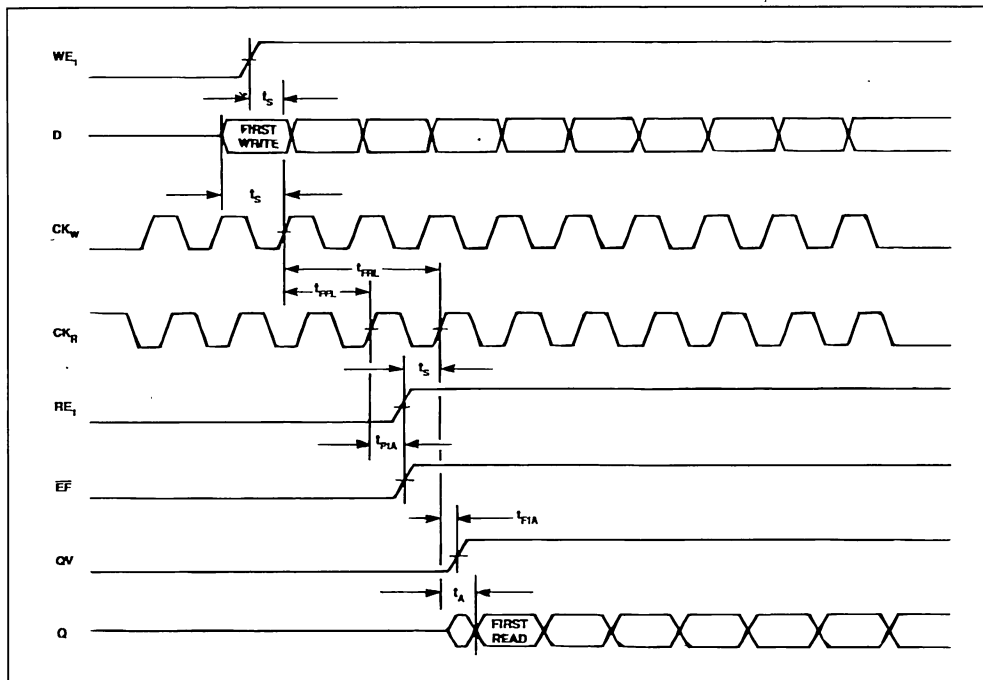 WE1
tS
D
FIRST
WRITE
tS
CKW
tFRL
tFFL
CKR
tS
RE1
tF1A
EF
QV
tF1A
tA
Q
FIRST
READ